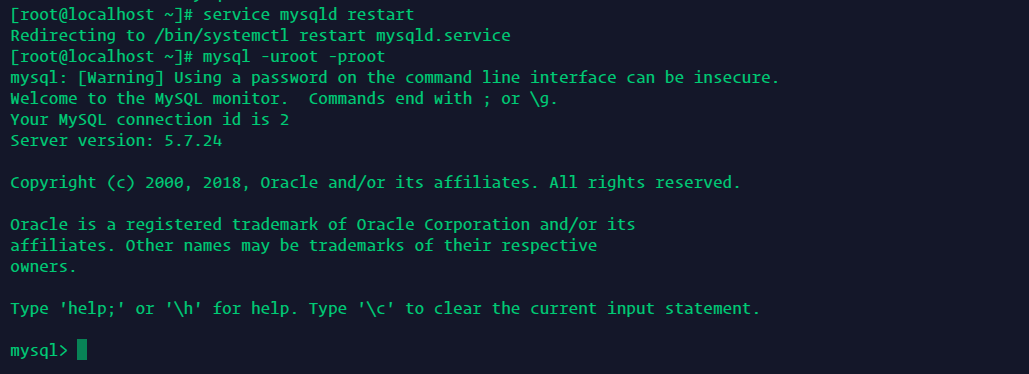 [root@localhost ~]# service mysqld restart
Redirecting to /bin/systemctl restart mysqld.service
[root@localhost ~]# mysql -uroot -proot
mysql: [Warning] Using a password on the command line interface can be insecure.
Welcome to the MySQL monitor.  Commands end with ; or \g.
Your MySQL connection id is 2
Server version: 5.7.24

Copyright (c) 2000, 2018, Oracle and/or its affiliates. All rights reserved.

Oracle is a registered trademark of Oracle Corporation and/or its
affiliates. Other names may be trademarks of their respective
owners.

Type 'help;' or '\h' for help. Type '\c' to clear the current input statement.

mysql>